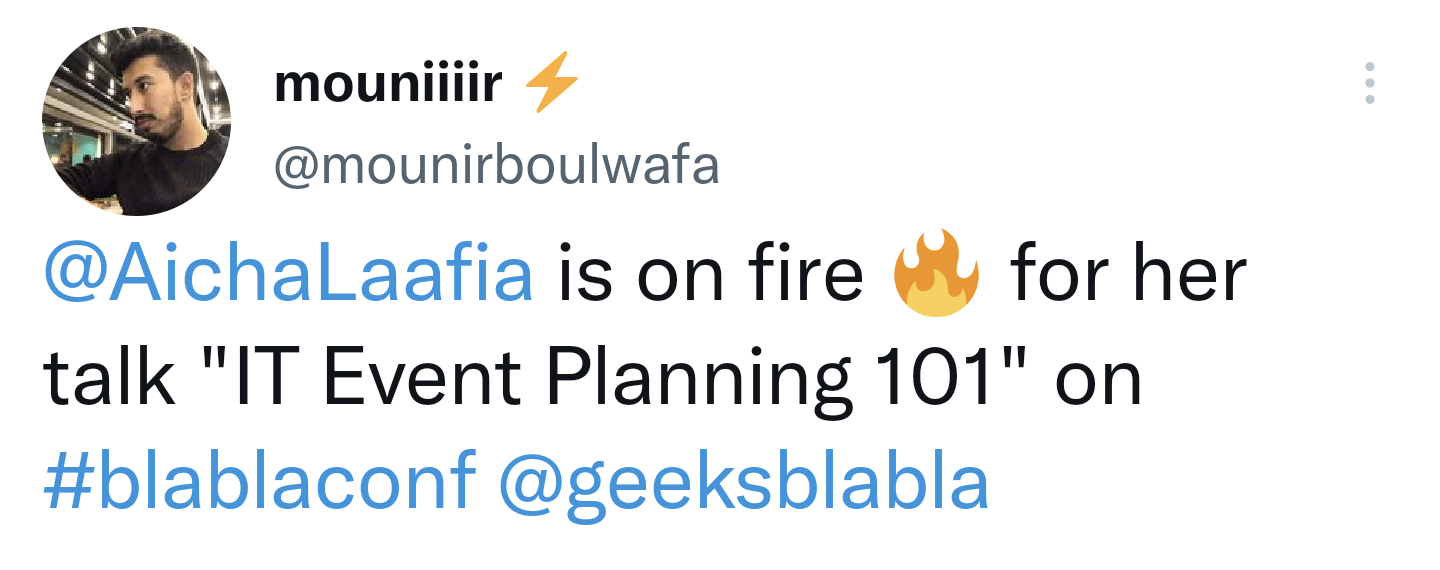 mouniiiir ⚡
@mounirboulwafa
@AichaLaafia is on fire 🔥 for her
talk "IT Event Planning 101" on
#blablaconf @geeksblabla